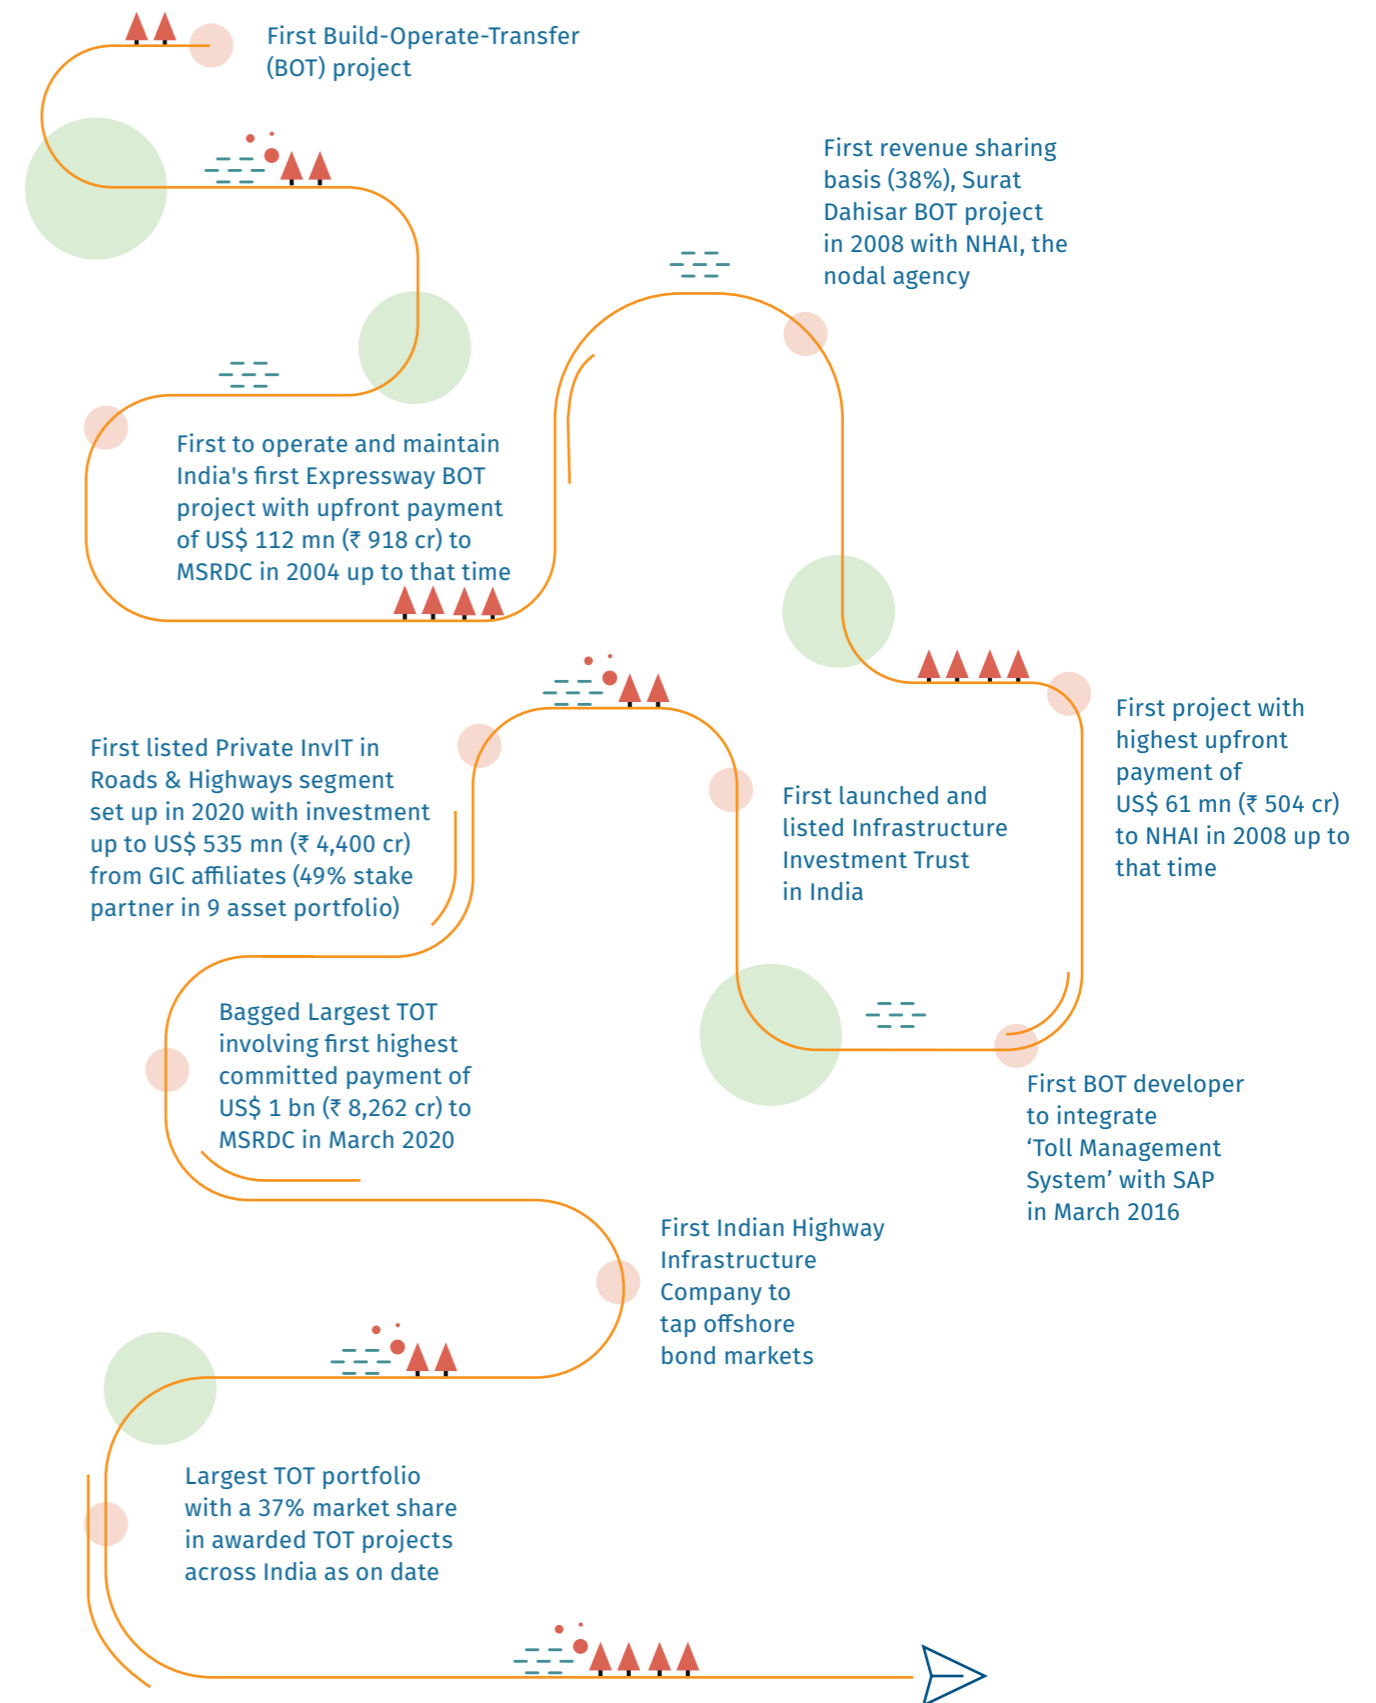 First Build-Operate-Transfer
(BOT) project
First to operate and maintain
India's first Expressway BOT
project with upfront payment
of US$ 112 mn (₹ 918 cr) to
MSRDC in 2004 up to that time
First revenue sharing
basis (38%), Surat
Dahisar BOT project
in 2008 with NHAI, the
nodal agency
First project with
highest upfront
payment of
US$ 61 mn (₹ 504 cr)
to NHAI in 2008 up to
that time
First BOT developer
to integrate
‘Toll Management
System’ with SAP
in March 2016
First launched and
listed Infrastructure
Investment Trust
in India
First listed Private InvIT in
Roads & Highways segment
set up in 2020 with investment
up to US$ 535 mn (₹ 4,400 cr)
from GIC affiliates (49% stake
partner in 9 asset portfolio)
Bagged Largest TOT
involving first highest
committed payment of
US$ 1 bn (₹ 8,262 cr) to
MSRDC in March 2020
First Indian Highway
Infrastructure
Company to
tap offshore
bond markets
Largest TOT portfolio
with a 37% market share
in awarded TOT projects
across India as on date